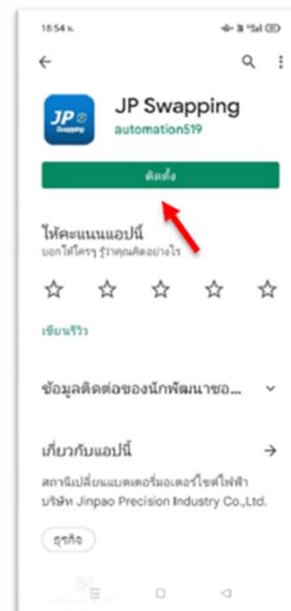 18:54 น.
JP
Swapping
JP Swapping
automation519
ติดตั้ง
ให้คะแนนแอปนี้
บอกให้ใครๆ รู้ว่าคุณคิดอย่างไร
เขียนรีวิว
ข้อมูลติดต่อของนักพัฒนาซอ...
เกี่ยวกับแอปนี้
สถานีเปลี่ยนแบตเตอรี่มอเตอร์ไซค์ไฟฟ้า
บริษัท Jinpao Precision Industry Co.,Ltd.
ธุรกิจ